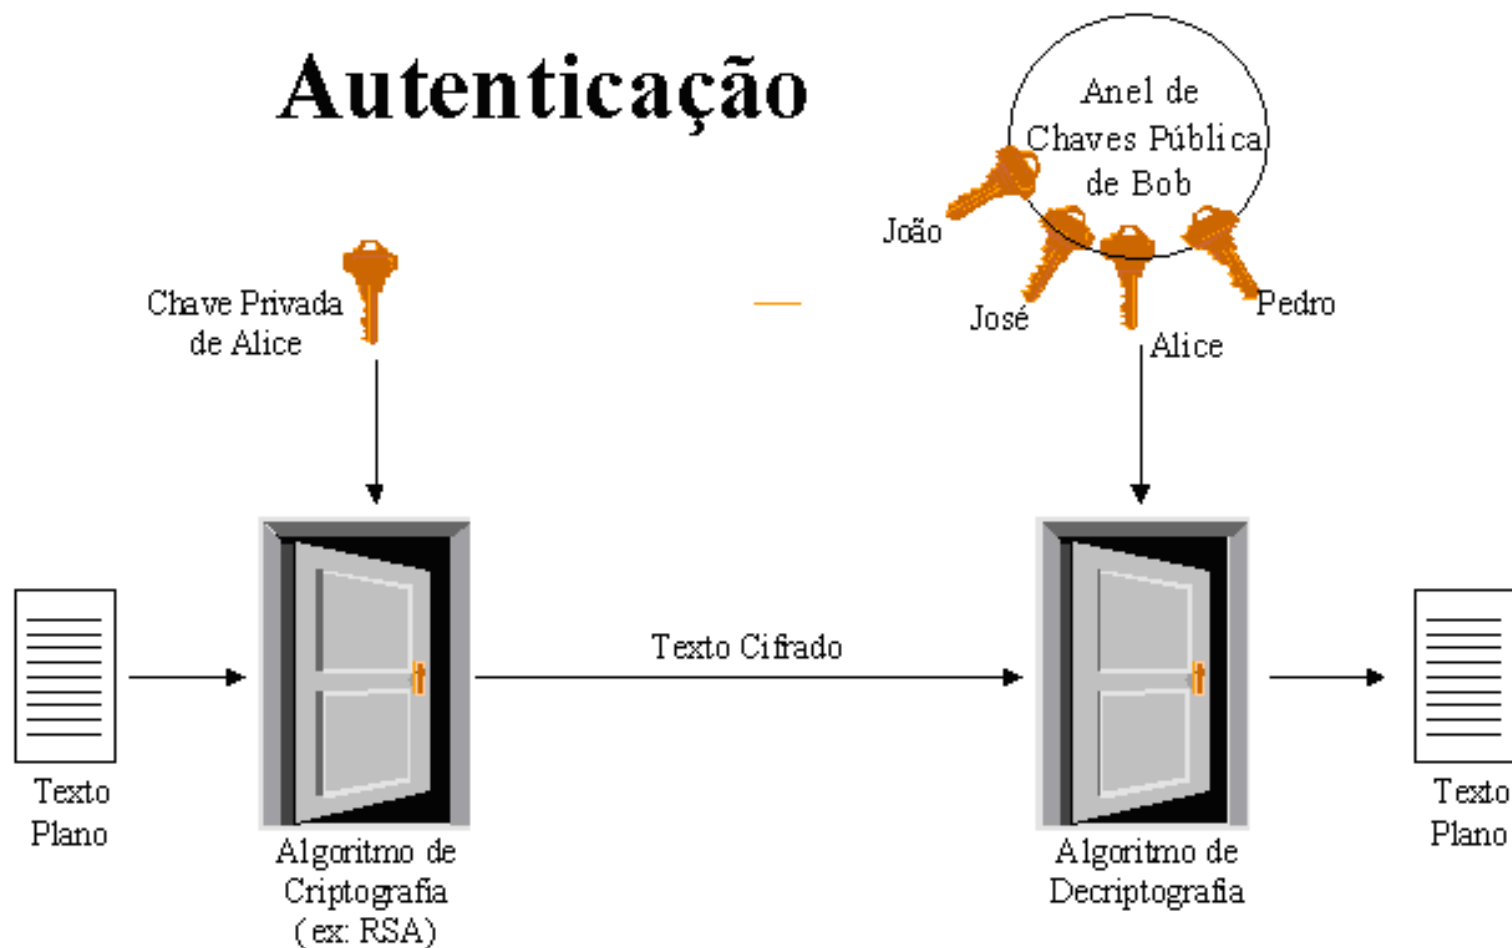 Autenticação
Anel de
Chaves Pública
de Bob
João
José
Alice
Pedro
Chave Privada
de Alice
Texto Cifrado
Texto
Plano
Algoritmo de
Criptografia
(ex: RSA)
Algoritmo de
Decriptografia
Texto
Plano